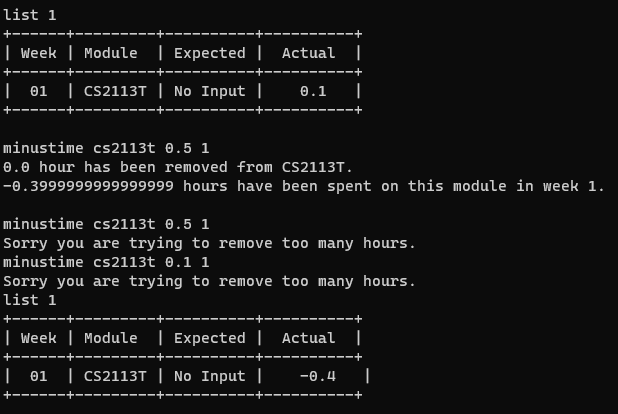 list 1
+------+---------+----------+----------+
| Week | Module  | Expected |  Actual  |
+------+---------+----------+----------+
|  01  | CS2113T | No Input |    0.1   |
+------+---------+----------+----------+
minustime cs2113t 0.5 1
0.0 hour has been removed from CS2113T.
-0.3999999999999999 hours have been spent on this module in week 1.
minustime cs2113t 0.5 1
Sorry you are trying to remove too many hours.
minustime cs2113t 0.1 1
Sorry you are trying to remove too many hours.
list 1
+------+---------+----------+----------+
| Week | Module  | Expected |  Actual  |
+------+---------+----------+----------+
|  01  | CS2113T | No Input |    -0.4   |
+------+---------+----------+----------+